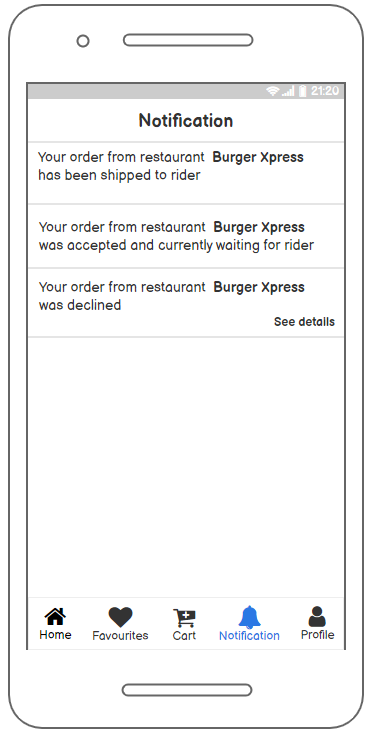 21:20
Notification
Your order from restaurant Burger Xpress
has been shipped to rider
Your order from restaurant Burger Xpress
was accepted and currently waiting for rider
Your order from restaurant Burger Xpress
was declined
See details
Home Favourites Cart Notification Profile